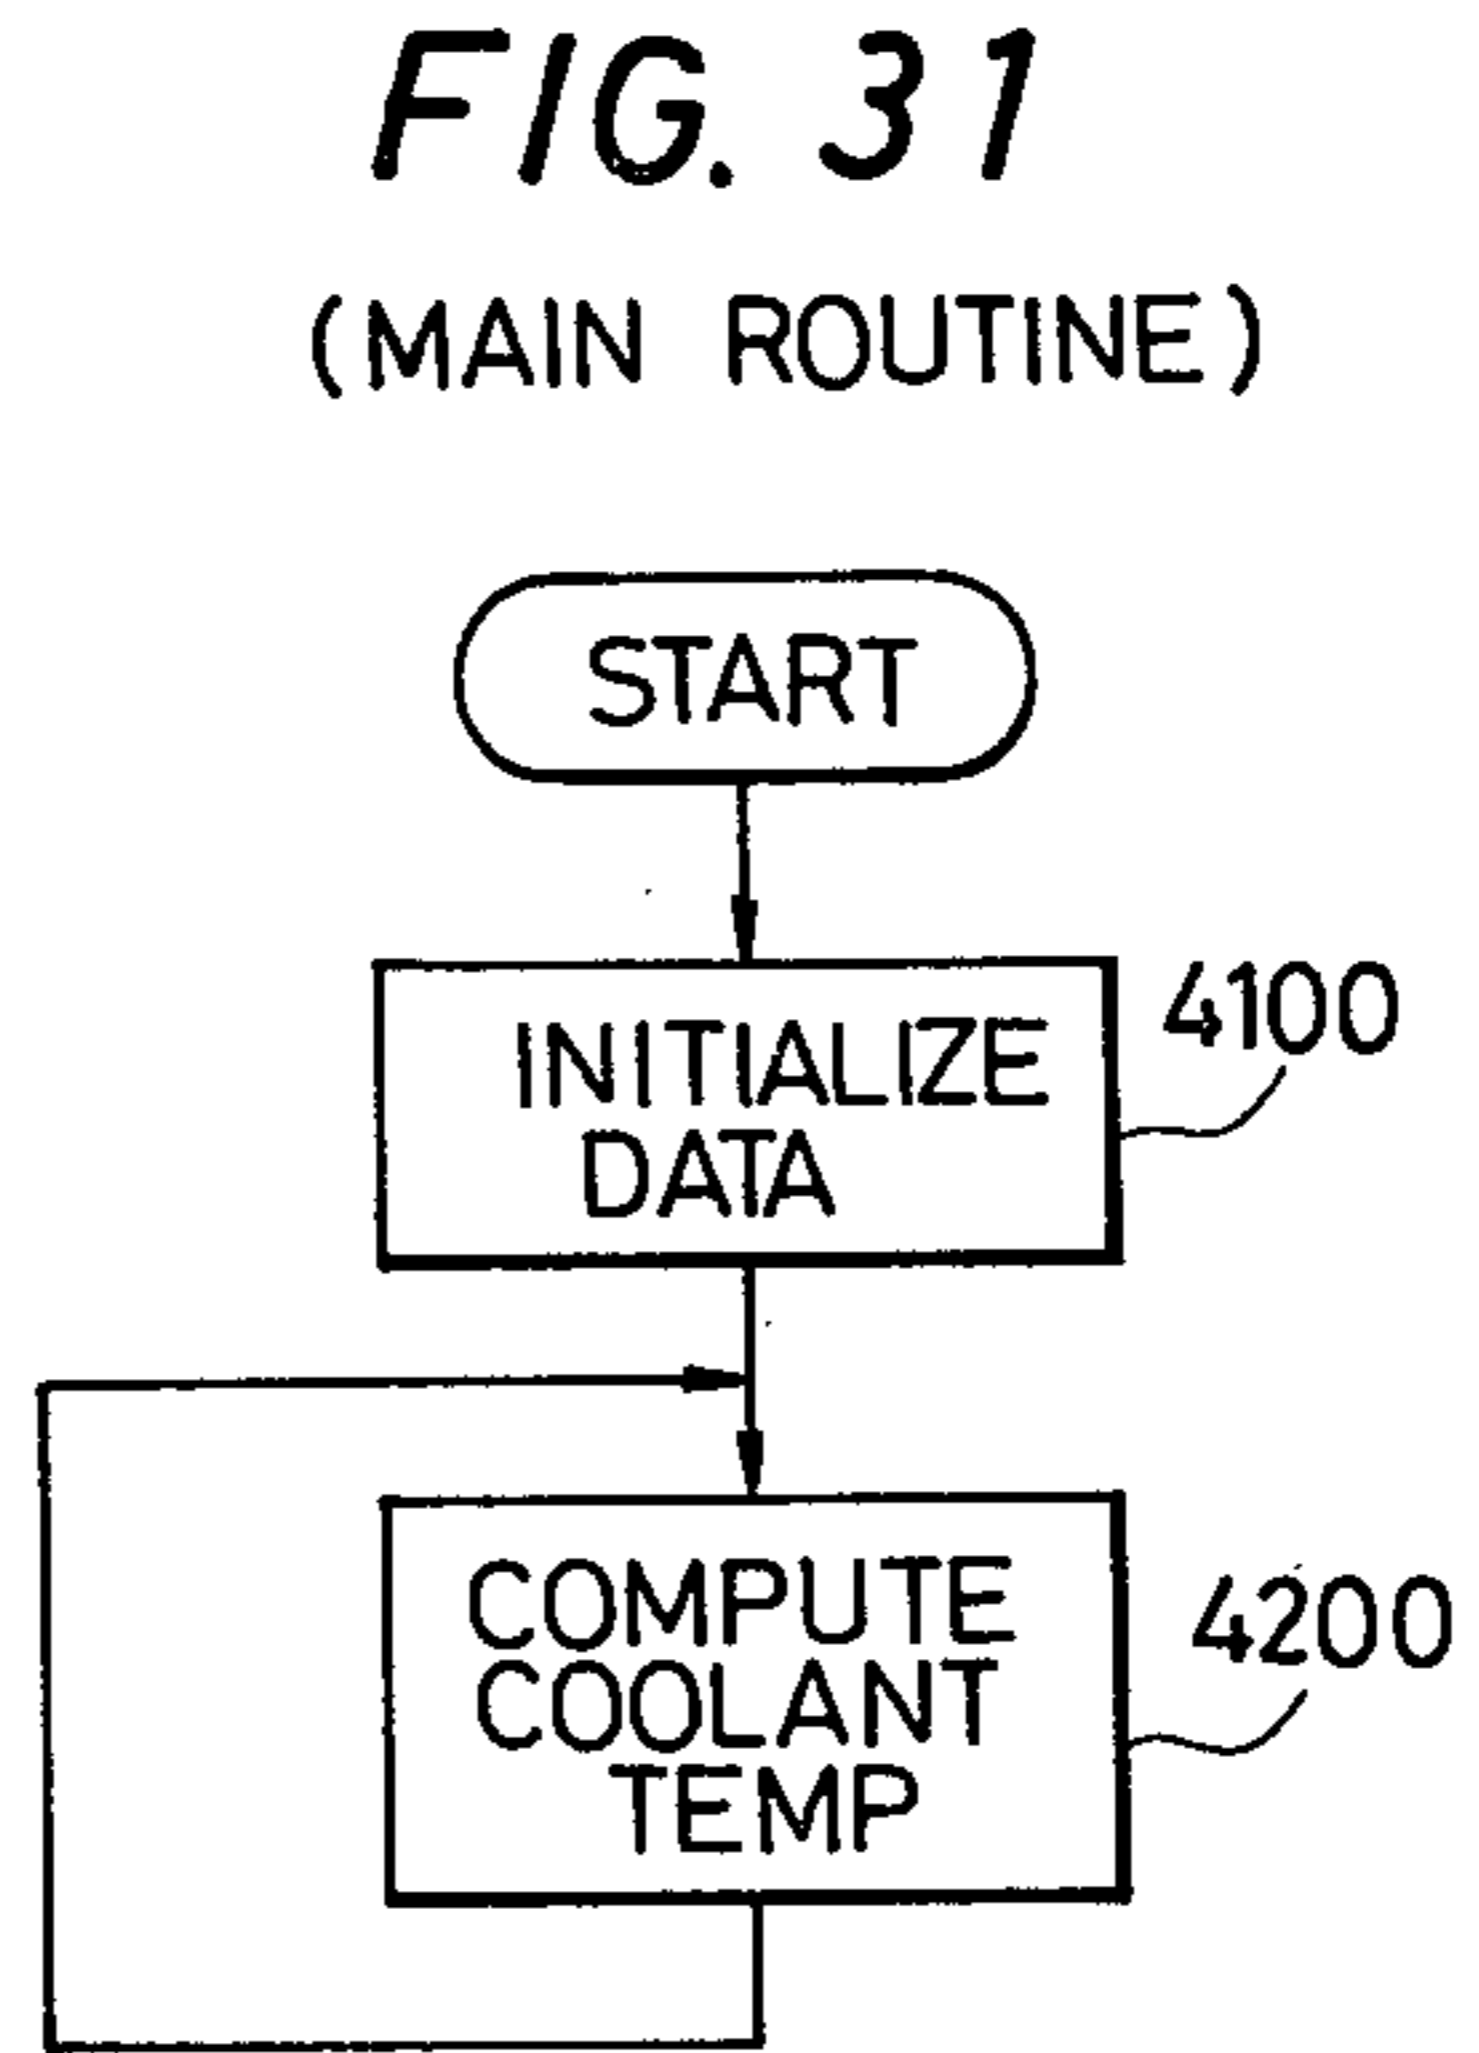 FIG. 31
(MAIN ROUTINE)
START
INITIALIZE
DATA
4100
COMPUTE
COOLANT
TEMP
4200